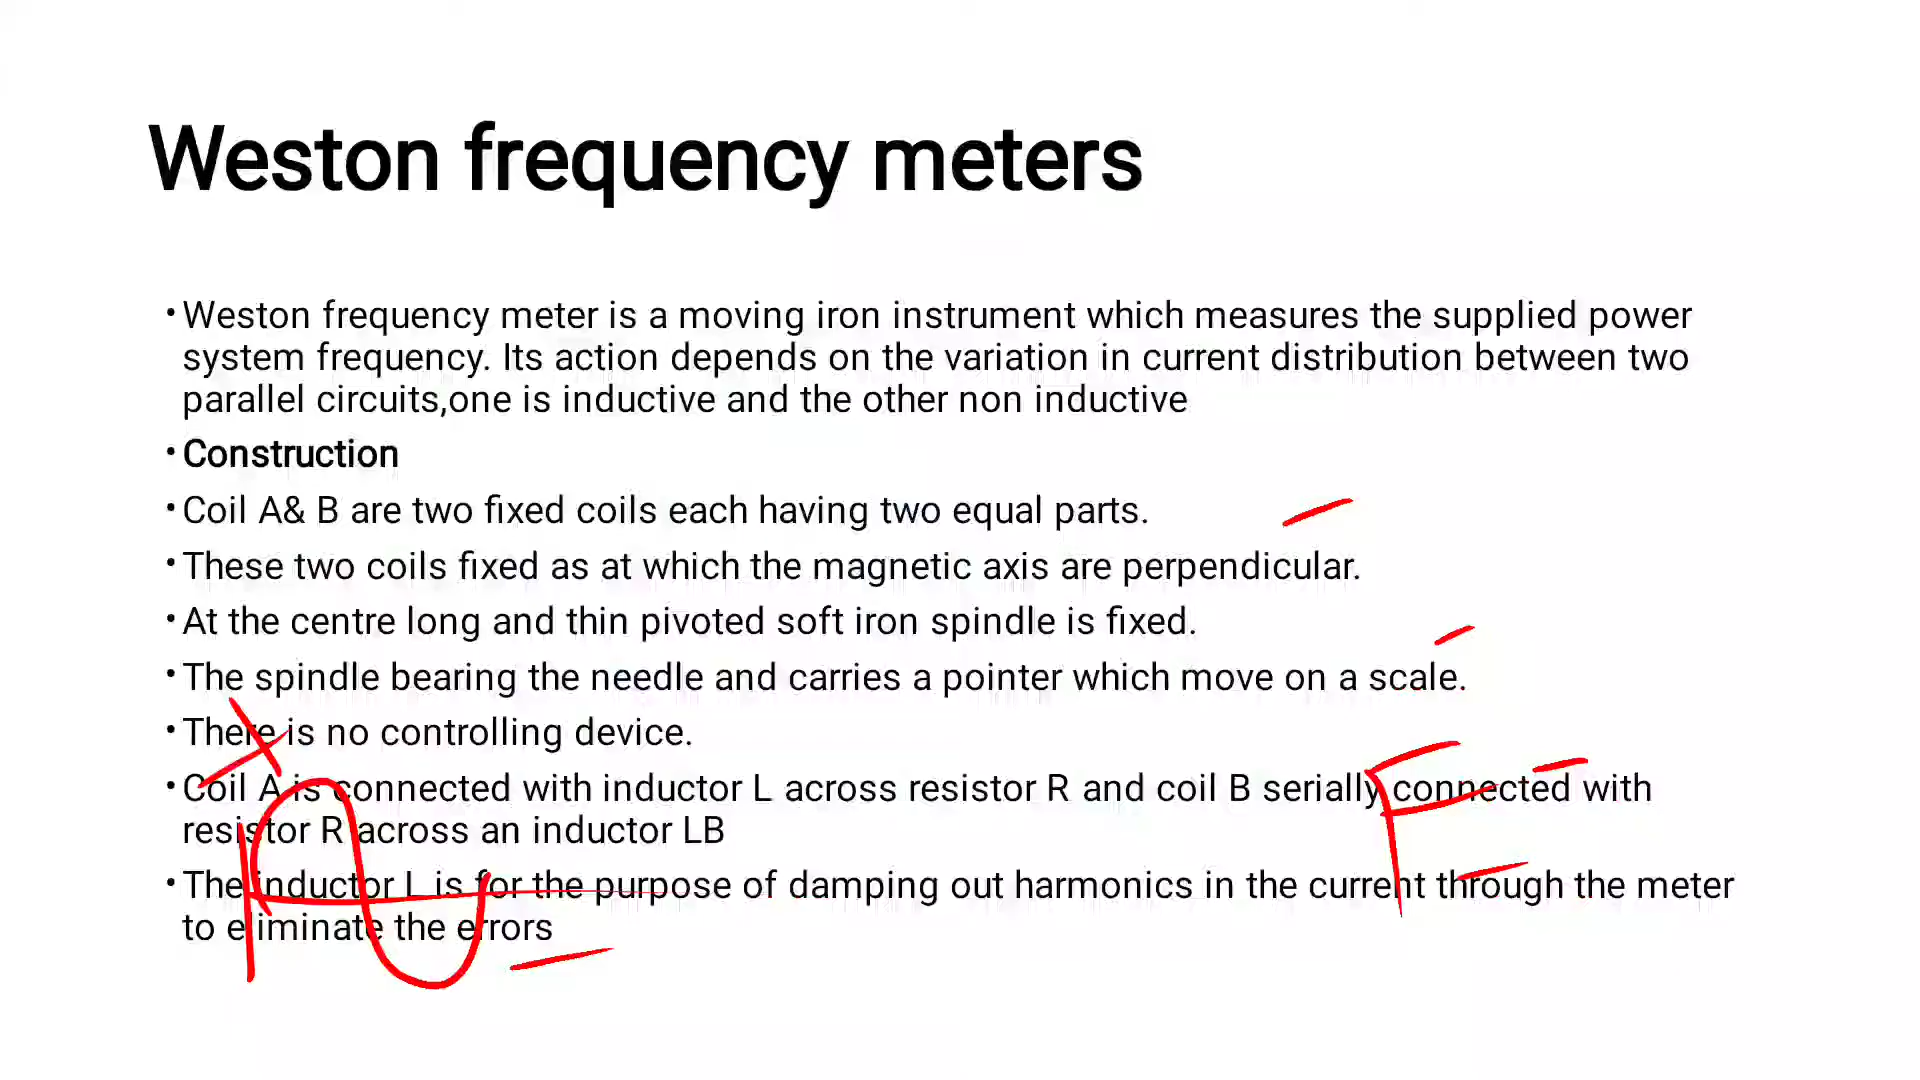 Weston frequency meters
•Weston frequency meter is a moving iron instrument which measures the supplied power
system frequency. Its action depends on the variation in current distribution between two
parallel circuits,one is inductive and the other non inductive
•Construction
•Coil A& B are two fixed coils each having two equal parts.
•These two coils fixed as at which the magnetic axis are perpendicular.
•At the centre long and thin pivoted soft iron spindle is fixed.
•The spindle bearing the needle and carries a pointer which move on a scale.
•There is no controlling device.
•Coil A is connected with inductor L across resistor R and coil B serially connected with
resistor R across an inductor LB
•The inductor L is for the purpose of damping out harmonics in the current through the meter
to eliminate the errors